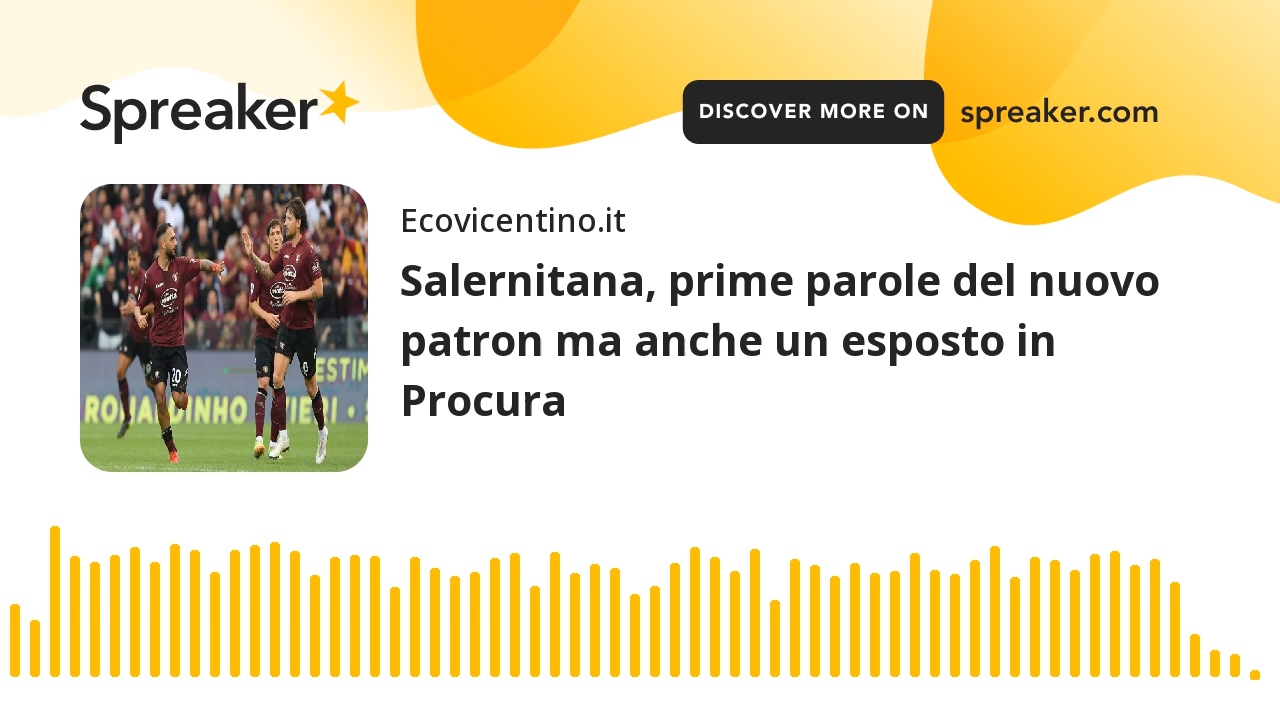 Spreaker
DISCOVER MORE ON
spreaker.com
Ecovicentino.it
Salernitana, prime parole del nuovo
patron ma anche un esposto in
Procura
20